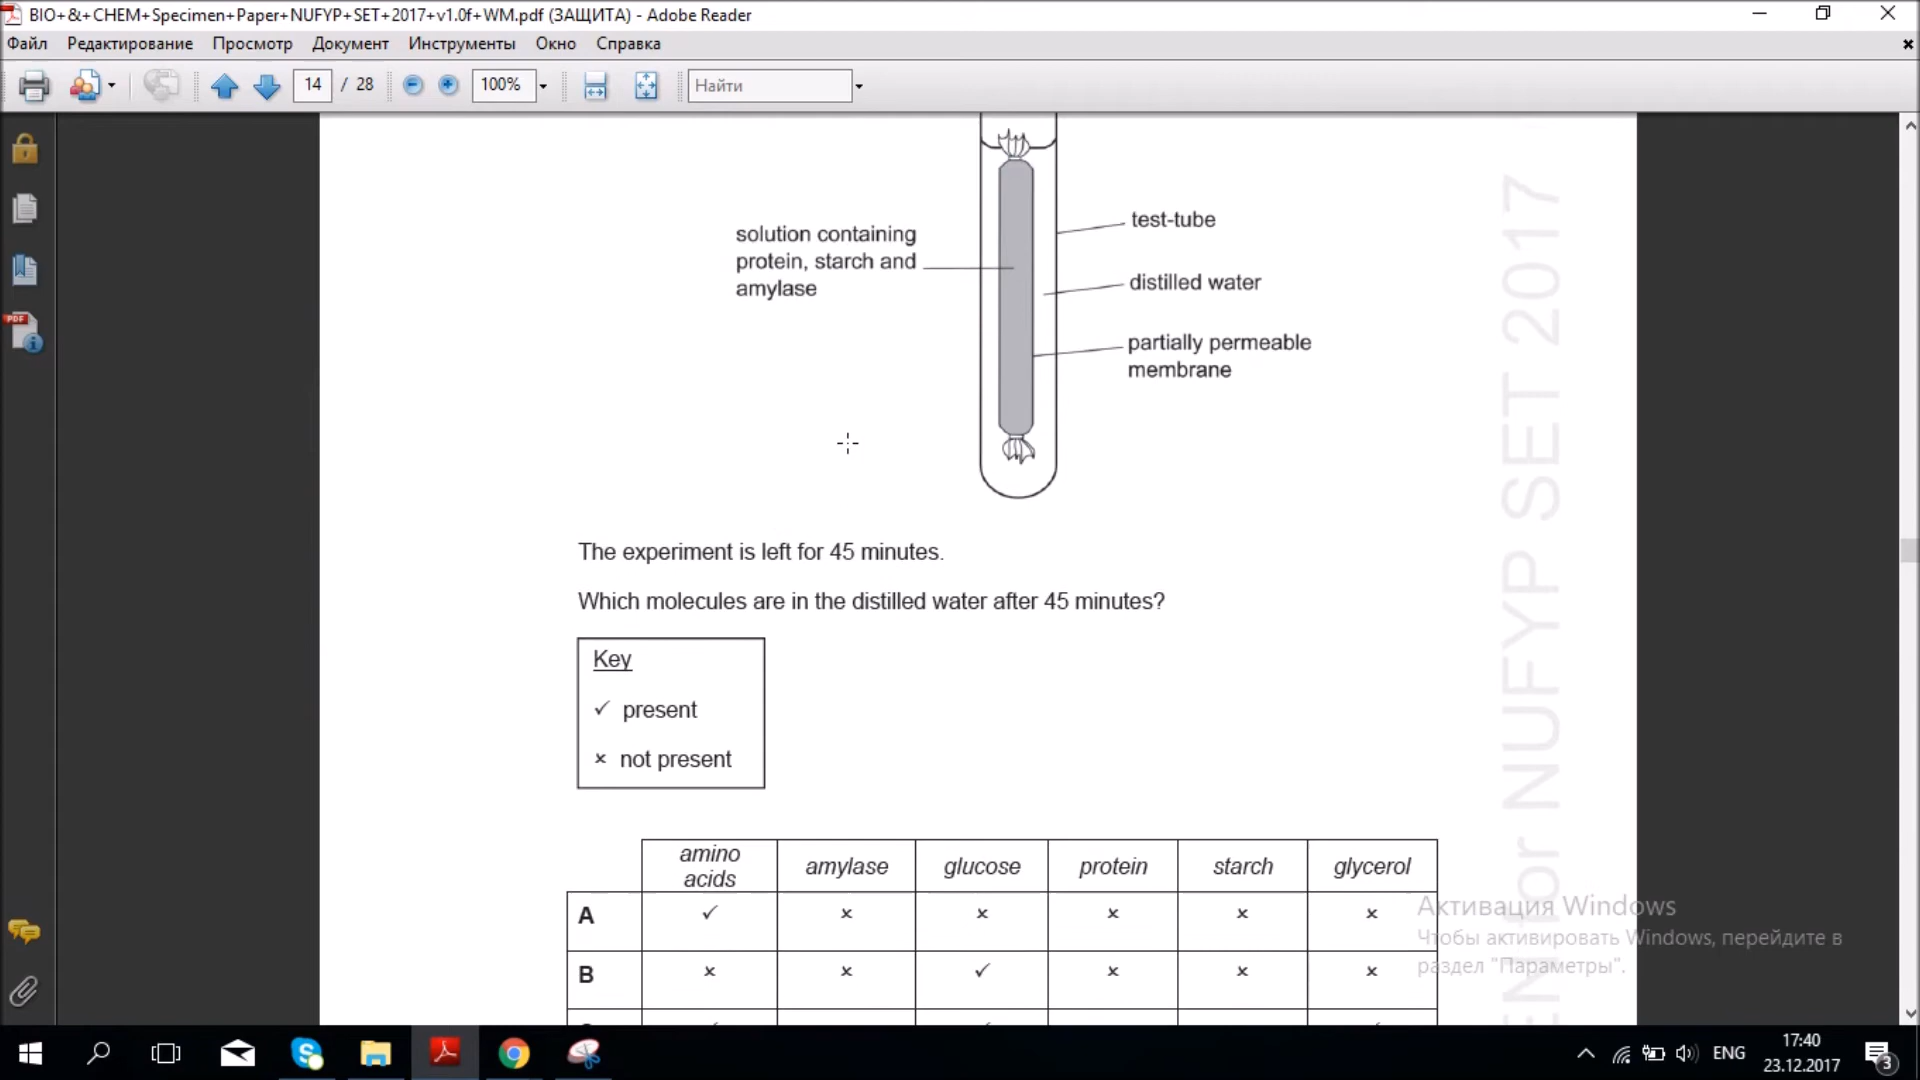 BIO+&+CHEM+Specimen+Paper+NUFYP+SET+2017+v1.0f+WM.pdf (ЗАЩИТА) - Adobe Reader
Файл Редактирование Просмотр Документ Инструменты Окно Справка
14 / 28 100% Найти
solution containing
protein, starch and
amylase
test-tube
distilled water
partially permeable
membrane
The experiment is left for 45 minutes.
Which molecules are in the distilled water after 45 minutes?
Key
✓ present
× not present
amino acids amylase glucose protein starch glycerol
A ✓ × × × × ×
B × × ✓ × × ×
for NUFYP SET 2017
Активация Windows
Чтобы активировать Windows, перейдите в
раздел "Параметры".
PDF
ENG
17:40
23.12.2017
3